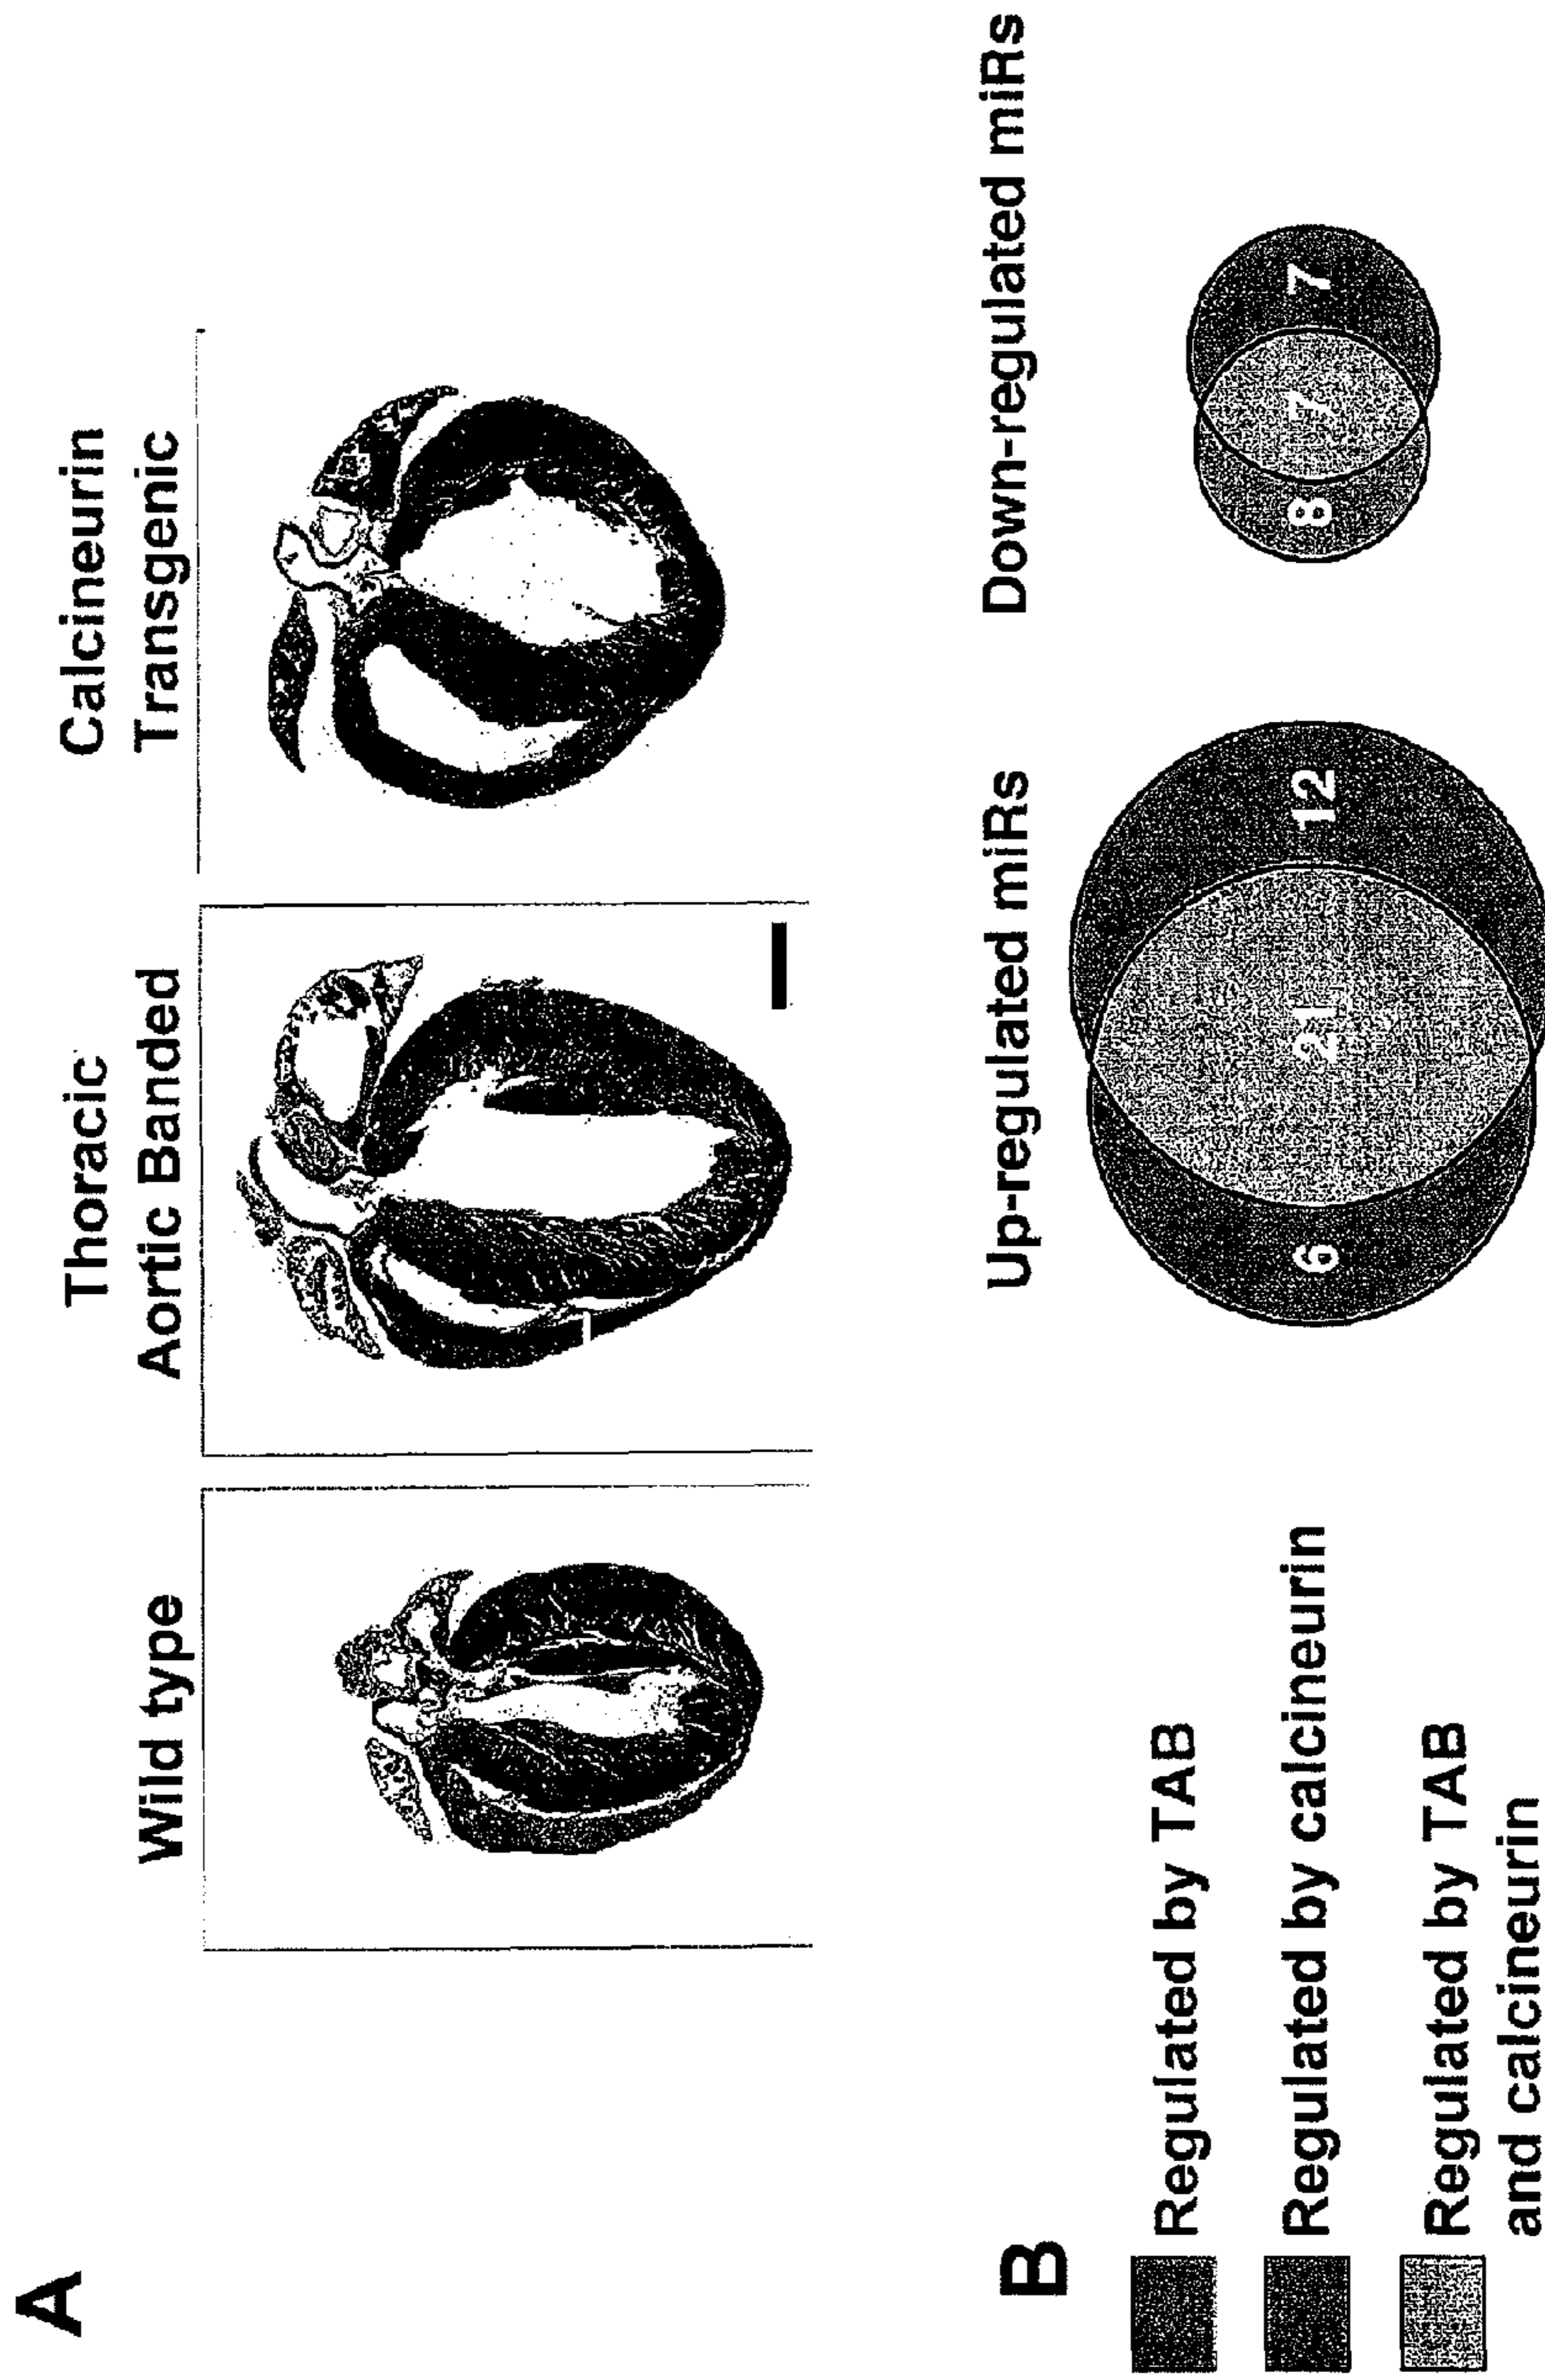 A
Wild type
Thoracic
Aortic Banded
Calcineurin
Transgenic
B
Regulated by TAB
Regulated by calcineurin
Regulated by TAB
and calcineurin
Up-regulated miRs
6
21
12
Down-regulated miRs
8
7
7